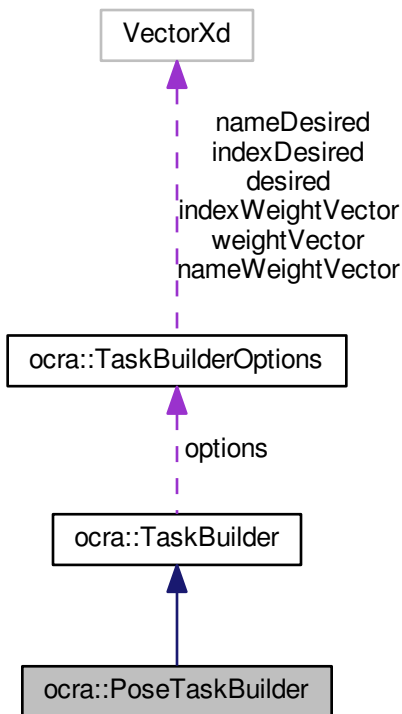 VectorXd
nameDesired
indexDesired
desired
indexWeightVector
weightVector
nameWeightVector
ocra::TaskBuilderOptions
options
ocra::TaskBuilder
ocra::PoseTaskBuilder